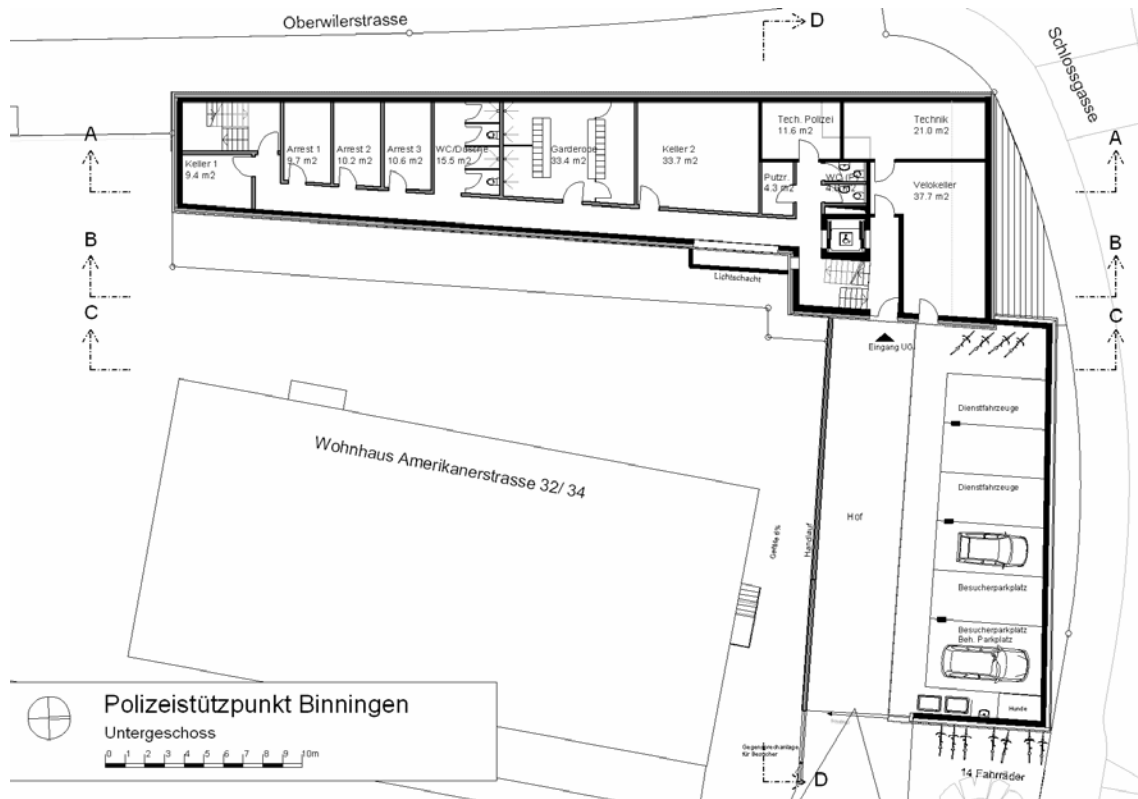 Oberwilerstrasse
D
Schlossgasse
A
A
Arrest 1
9.7 m2
Arrest 2
10.2 m2
Arrest 3
10.6 m2
WC/Dusche
15.5 m2
Garderobe
33.4 m2
Keller 2
33.7 m2
Tech. Polizei
11.6 m2
Technik
21.0 m2
Keller 1
9.4 m2
Putzr.
4.3 m2
Velokeller
37.7 m2
B
B
Lichtschacht
C
C
Eingang UG
Dienstfahrzeuge
Wohnhaus Amerikanerstrasse 32/ 34
Dienstfahrzeuge
Hof
Gefälle 6%
Handlauf
Besucherparkplatz
Besucherparkplatz
Beh. Parkplatz
Hunde
Polizeistützpunkt Binningen
Untergeschoss
0 1 2 3 4 5 6 7 8 9 10m
Gegensprechanlage
für Besucher
D
14 Fahrräder